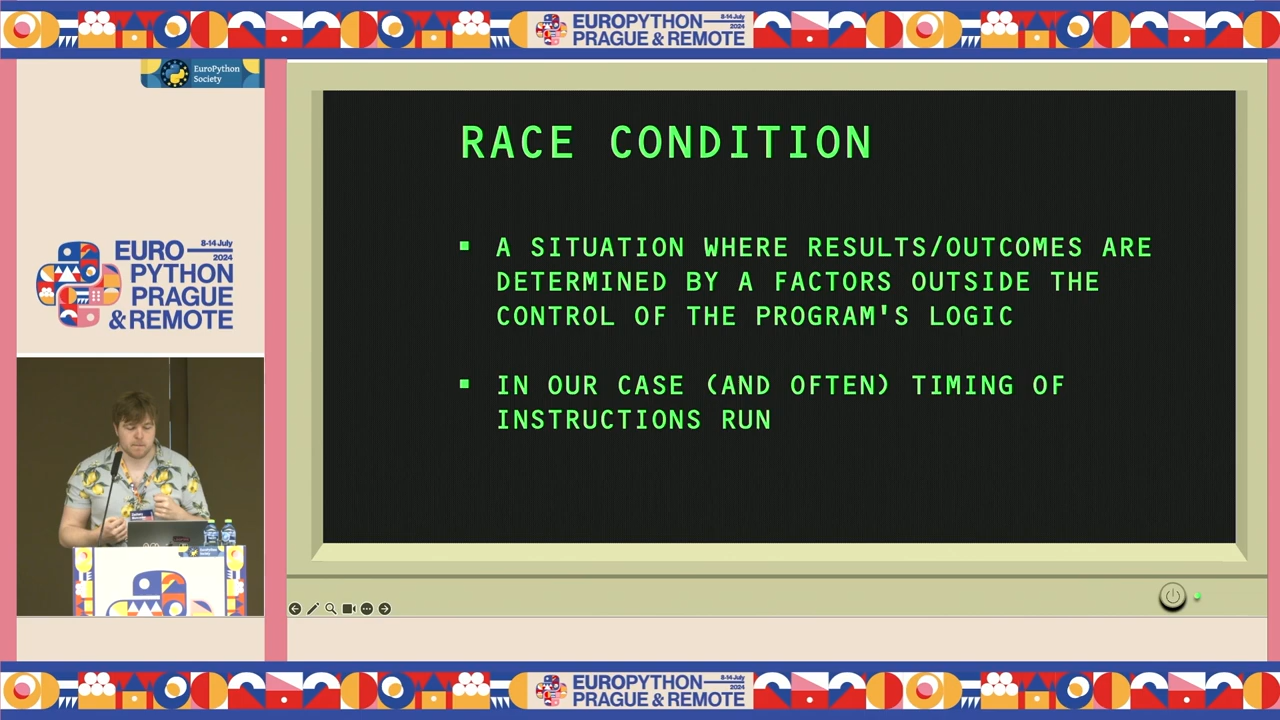 EUROPYTHON
8-14 July
2024
PRAGUE & REMOTE
EuroPython
Society
RACE CONDITION
▪ A SITUATION WHERE RESULTS/OUTCOMES ARE
DETERMINED BY A FACTORS OUTSIDE THE
CONTROL OF THE PROGRAM'S LOGIC
▪ IN OUR CASE (AND OFTEN) TIMING OF
INSTRUCTIONS RUN
EURO
8-14 July
2024
PYTHON
PRAGUE
& REMOTE
EUROPYTHON
8-14 July
2024
PRAGUE & REMOTE